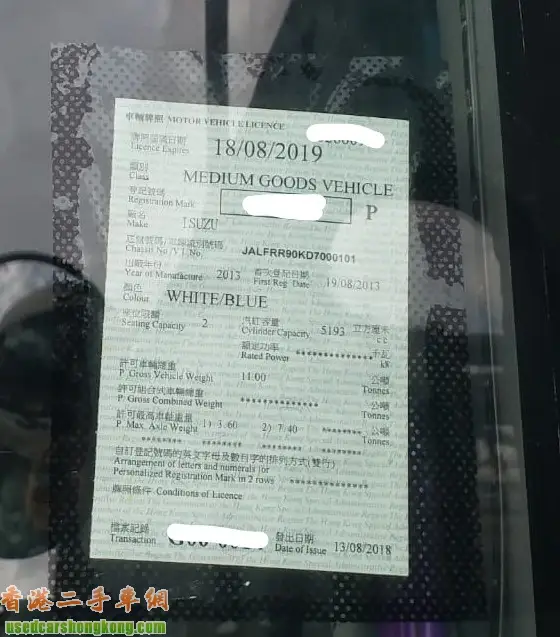 車輛牌照 MOTOR VEHICLE LICENCE
牌照屆滿日期
Licence Expires 18/08/2019
類別
Class MEDIUM GOODS VEHICLE
登記號碼
Registration Mark P
廠名
Make ISUZU
底盤號碼/車輛識別號碼
Chassis No./V.I. No. JALFRR90KD7000101
出廠年份 首次登記日期
Year of Manufacture 2013 First Reg. Date 19/08/2013
顏色
Colour WHITE/BLUE
座位限額 汽缸容量 立方厘米
Seating Capacity 2 Cylinder Capacity 5193 c.c.
額定功率 千瓦
Rated Power ************** kW
許可車輛總重 公噸
P. Gross Vehicle Weight 11.00 Tonnes
許可組合式車輛總重 公噸
P. Gross Combined Weight ************** Tonnes
許可最高車軸重量 公噸
P. Max. Axle Weight 1) 3.60 2) 7.40 ******* Tonnes
******** ******** ******** ********
自訂登記號碼的英文字母及數目字的排列方式(雙行)
Arrangement of letters and numerals for
Personalized Registration Mark in 2 rows **************
牌照條件 Conditions of Licence
檔案記錄 發出日期
Transaction Date of Issue 13/08/2018
香港二手車網
usedcarshongkong.com